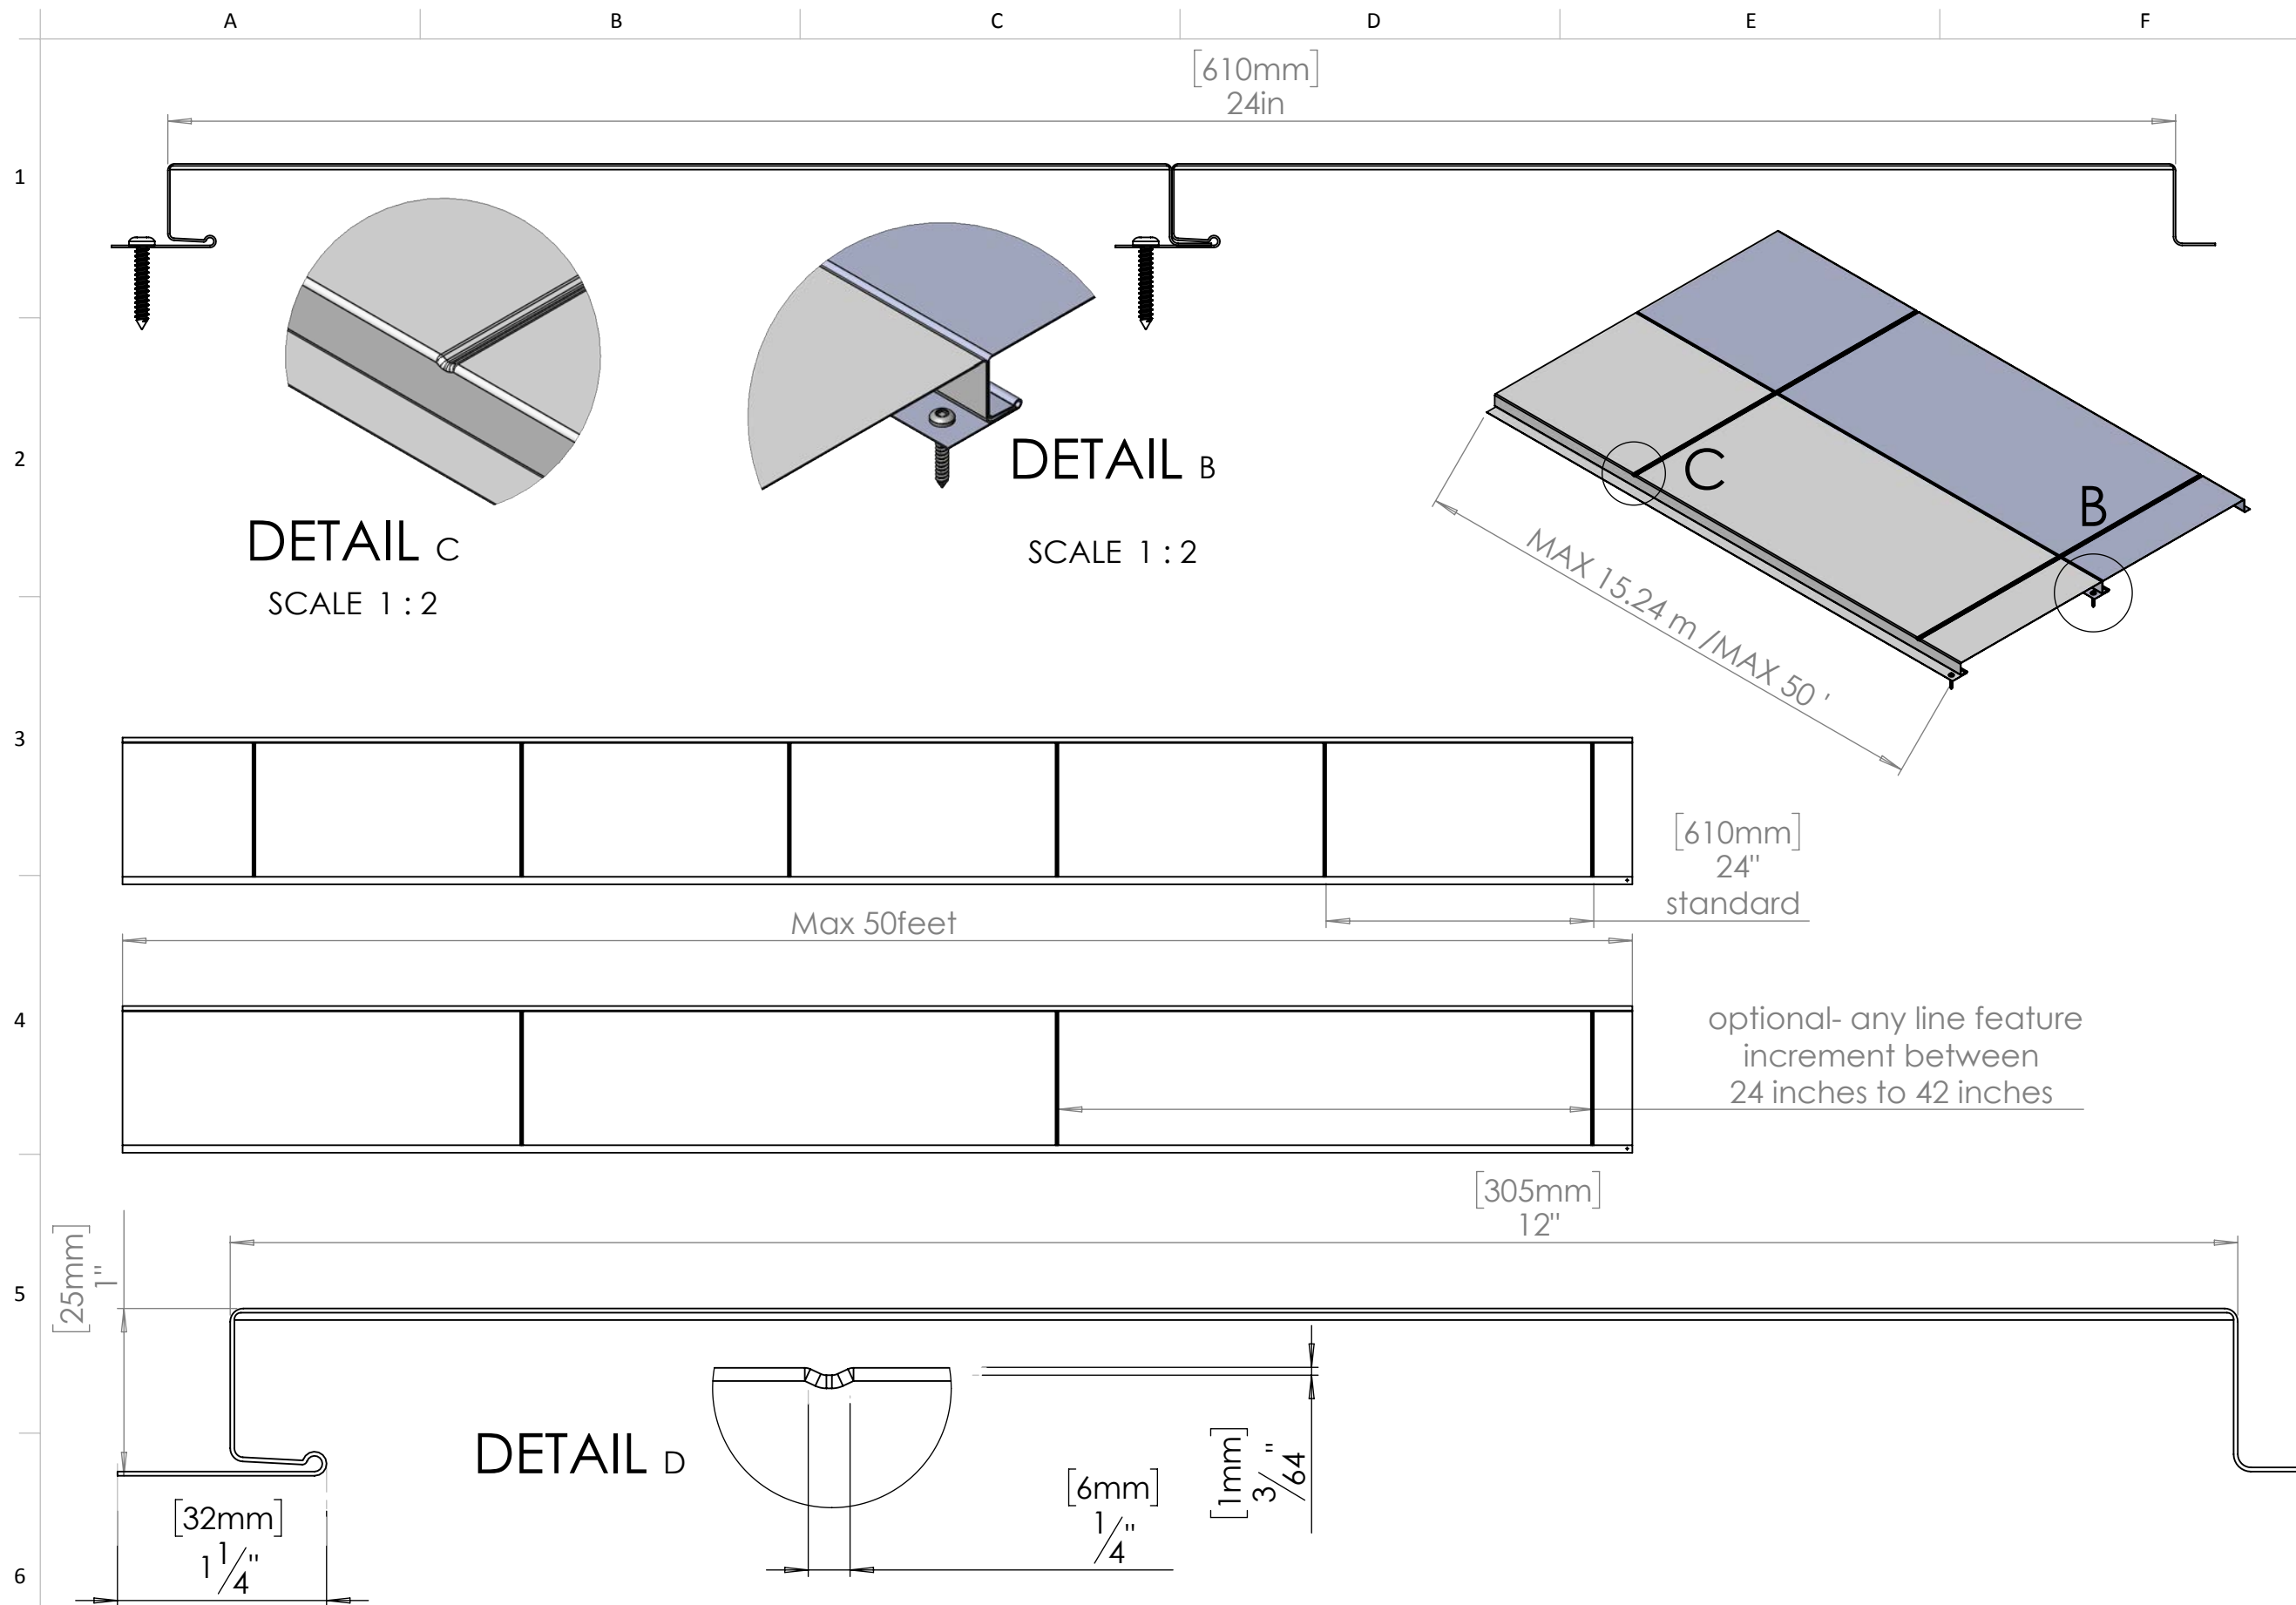 A B C D E F
[610mm]
24in
1
2
DETAIL B
C
B
DETAIL C
SCALE 1 : 2
SCALE 1 : 2
MAX 15.24 m /MAX 50 '
3
[610mm]
24"
standard
Max 50feet
4
optional- any line feature
increment between
24 inches to 42 inches
[305mm]
12"
[25mm]
1"
5
DETAIL D
[1mm]
3/64"
[6mm]
1/4"
[32mm]
1 1/4"
6